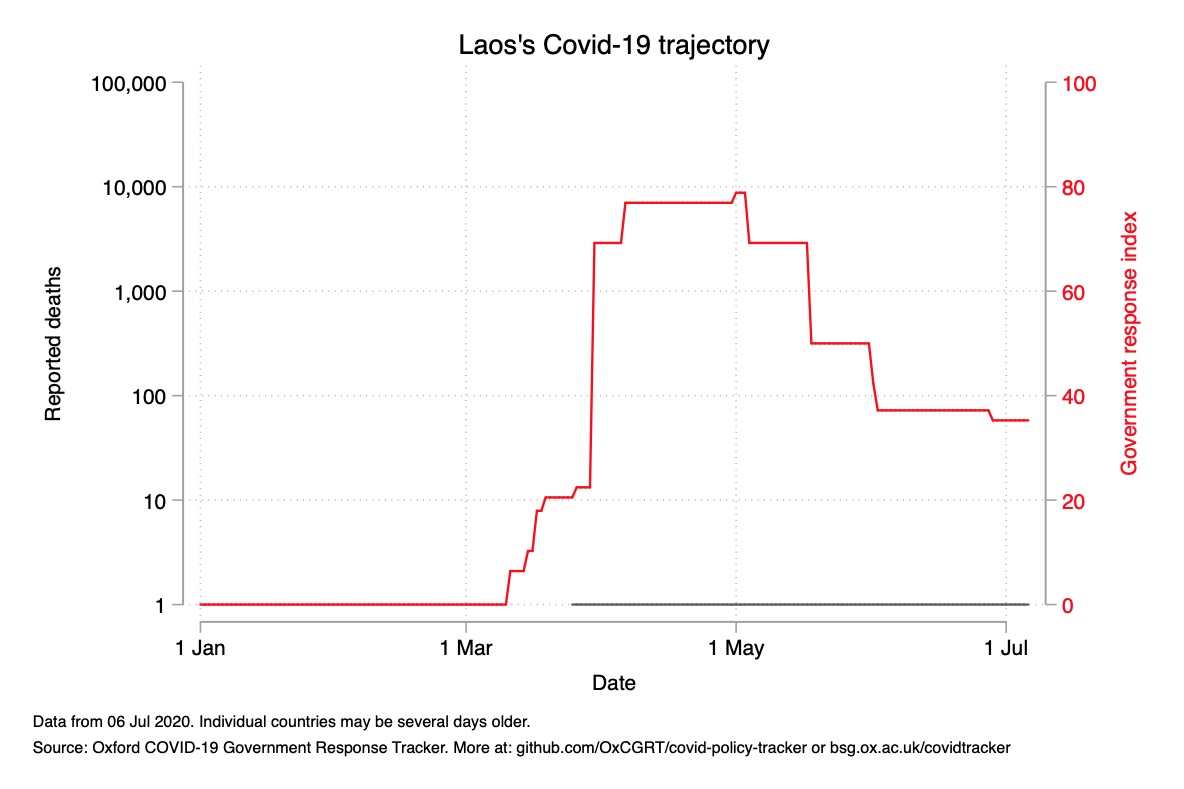 Laos's Covid-19 trajectory
100,000
10,000
1,000
100
10
1
Reported deaths
100
80
60
40
20
0
Government response index
1 Jan
1 Mar
1 May
1 Jul
Date
Data from 06 Jul 2020. Individual countries may be several days older.
Source: Oxford COVID-19 Government Response Tracker. More at: github.com/OxCGRT/covid-policy-tracker or bsg.ox.ac.uk/covidtracker